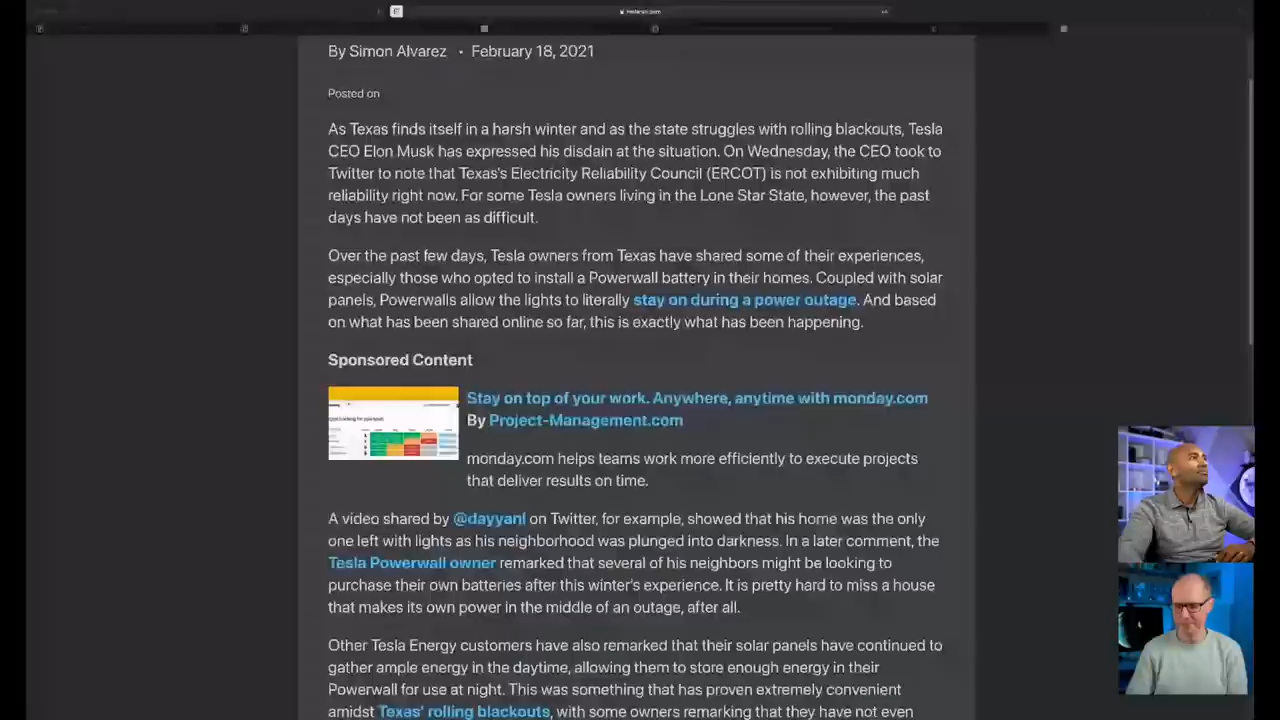 By Simon Alvarez • February 18, 2021
Posted on
As Texas finds itself in a harsh winter and as the state struggles with rolling blackouts, Tesla
CEO Elon Musk has expressed his disdain at the situation. On Wednesday, the CEO took to
Twitter to note that Texas's Electricity Reliability Council (ERCOT) is not exhibiting much
reliability right now. For some Tesla owners living in the Lone Star State, however, the past
days have not been as difficult.
Over the past few days, Tesla owners from Texas have shared some of their experiences,
especially those who opted to install a Powerwall battery in their homes. Coupled with solar
panels, Powerwalls allow the lights to literally stay on during a power outage. And based
on what has been shared online so far, this is exactly what has been happening.
Sponsored Content
Stay on top of your work. Anywhere, anytime with monday.com
By Project-Management.com
monday.com helps teams work more efficiently to execute projects
that deliver results on time.
A video shared by @dayyanl on Twitter, for example, showed that his home was the only
one left with lights as his neighborhood was plunged into darkness. In a later comment, the
Tesla Powerwall owner remarked that several of his neighbors might be looking to
purchase their own batteries after this winter's experience. It is pretty hard to miss a house
that makes its own power in the middle of an outage, after all.
Other Tesla Energy customers have also remarked that their solar panels have continued to
gather ample energy in the daytime, allowing them to store enough energy in their
Powerwall for use at night. This was something that has proven extremely convenient
amidst Texas' rolling blackouts, with some owners remarking that they have not even